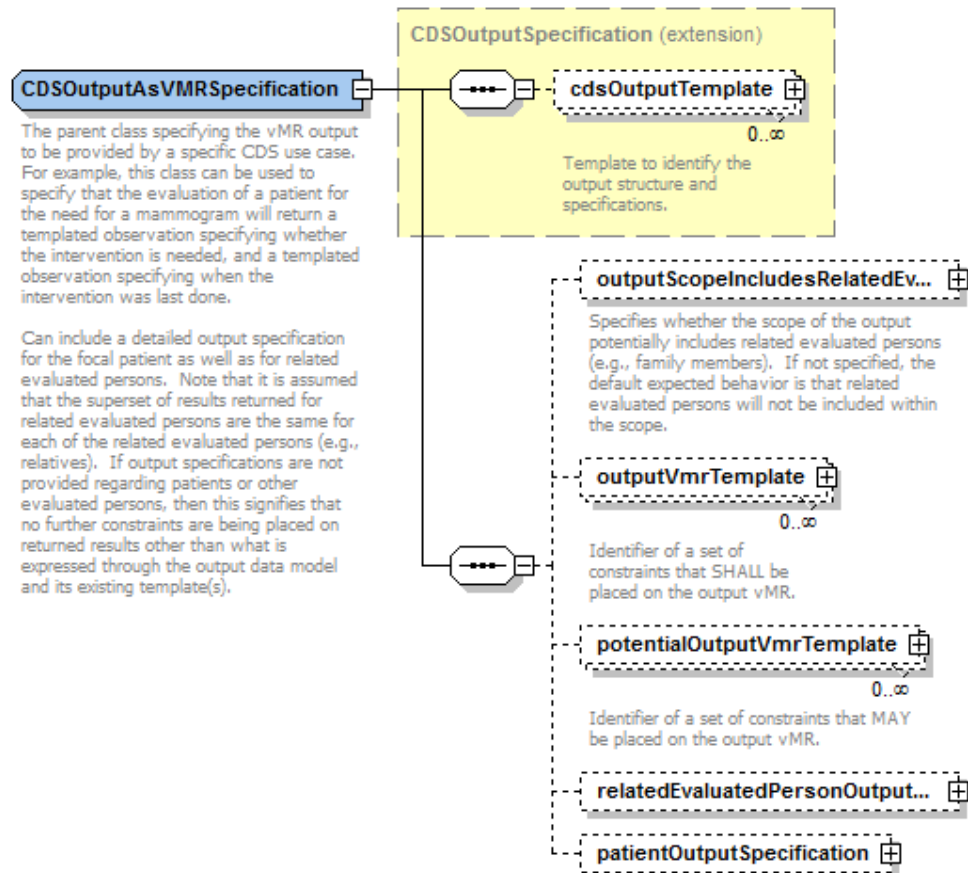 CDSOutputSpecification (extension)
CDSOutputAsVMRSpecification
cdsOutputTemplate
0..∞
Template to identify the
output structure and
specifications.
The parent class specifying the vMR output
to be provided by a specific CDS use case.
For example, this class can be used to
specify that the evaluation of a patient for
the need for a mammogram will return a
templated observation specifying whether
the intervention is needed, and a templated
observation specifying when the
intervention was last done.
Can include a detailed output specification
for the focal patient as well as for related
evaluated persons. Note that it is assumed
that the superset of results returned for
related evaluated persons are the same for
each of the related evaluated persons (e.g.,
relatives). If output specifications are not
provided regarding patients or other
evaluated persons, then this signifies that
no further constraints are being placed on
returned results other than what is
expressed through the output data model
and its existing template(s).
outputScopeIncludesRelatedEv...
Specifies whether the scope of the output
potentially includes related evaluated persons
(e.g., family members). If not specified, the
default expected behavior is that related
evaluated persons will not be included within
the scope.
outputVmrTemplate
0..∞
Identifier of a set of
constraints that SHALL be
placed on the output vMR.
potentialOutputVmrTemplate
0..∞
Identifier of a set of constraints that MAY
be placed on the output vMR.
relatedEvaluatedPersonOutput...
patientOutputSpecification